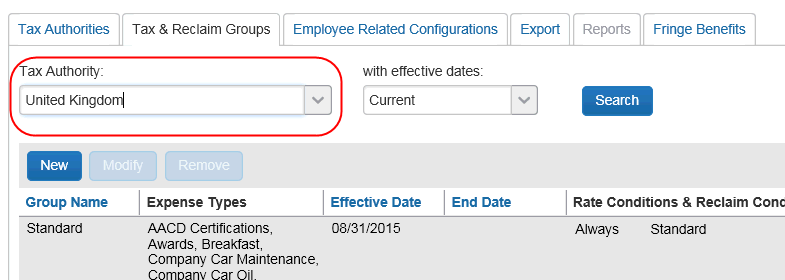 Tax Authorities Tax & Reclaim Groups Employee Related Configurations Export Reports Fringe Benefits
Tax Authority: with effective dates:
United Kingdom Current Search
New Modify Remove
Group Name Expense Types Effective Date End Date Rate Conditions & Reclaim Cond
Standard AACD Certifications, 08/31/2015 Always Standard
Awards, Breakfast,
Company Car Maintenance,
Company Car Oil,